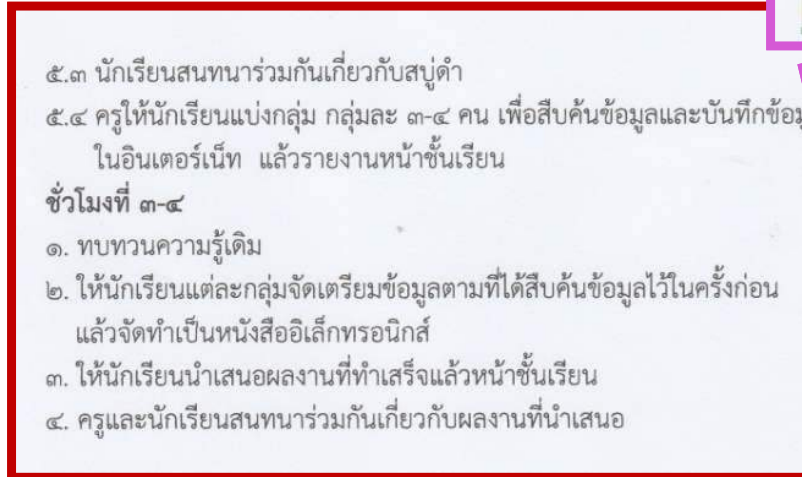 ๕.๓ นักเรียนสนทนาร่วมกันเกี่ยวกับสบู่ดำ
๕.๔ ครูให้นักเรียนแบ่งกลุ่ม กลุ่มละ ๓-๔ คน เพื่อสืบค้นข้อมูลและบันทึก
ในอินเตอร์เน็ท แล้วรายงานหน้าชั้นเรียน
ชั่วโมงที่ ๓-๔
๑. ทบทวนความรู้เดิม
๒. ให้นักเรียนแต่ละกลุ่มจัดเตรียมข้อมูลตามที่ได้สืบค้นข้อมูลไว้ในครั้งก่อน
แล้วจัดทำเป็นหนังสืออิเล็กทรอนิกส์
๓. ให้นักเรียนนำเสนอผลงานที่ทำเสร็จแล้วหน้าชั้นเรียน
๔. ครูและนักเรียนสนทนาร่วมกันเกี่ยวกับผลงานที่นำเสนอ